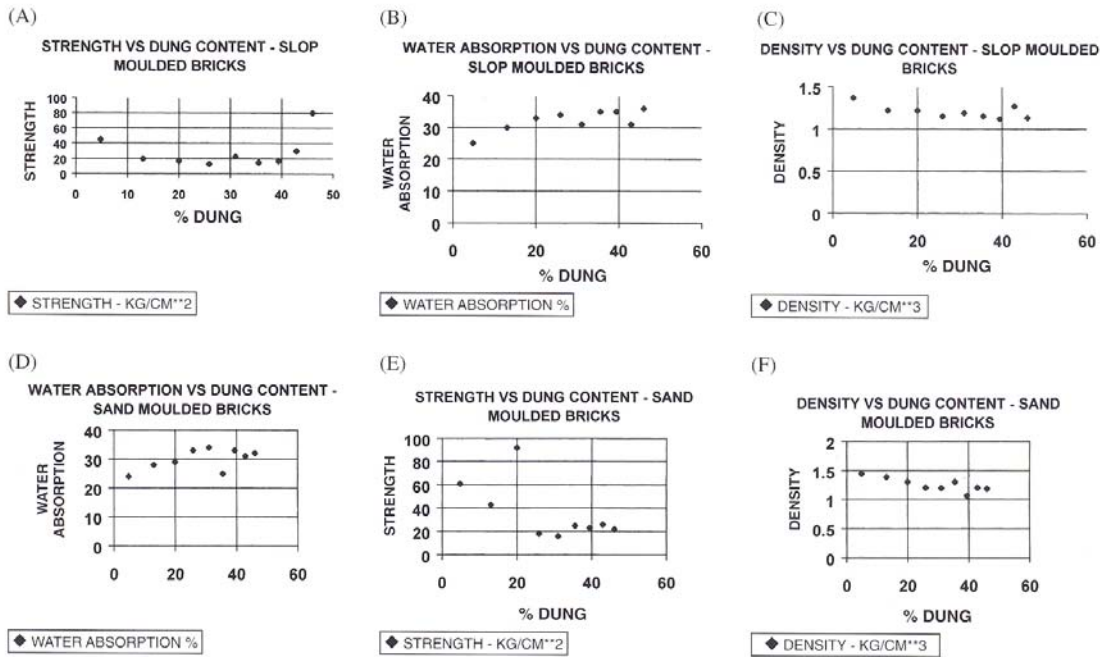 (A)
STRENGTH VS DUNG CONTENT - SLOP
MOULDED BRICKS
100
80
60
40
20
0
STRENGTH
0 10 20 30 40 50
% DUNG
◆ STRENGTH - KG/CM**2
(B)
WATER ABSORPTION VS DUNG CONTENT -
SLOP MOULDED BRICKS
40
30
20
10
0
WATER
ABSORPTION
0 20 40 60
% DUNG
◆ WATER ABSORPTION %
(C)
DENSITY VS DUNG CONTENT - SLOP MOULDED
BRICKS
1.5
1
0.5
0
DENSITY
0 20 40 60
% DUNG
◆ DENSITY - KG/CM**3
(D)
WATER ABSORPTION VS DUNG CONTENT -
SAND MOULDED BRICKS
40
30
20
10
0
WATER
ABSORPTION
0 20 40 60
% DUNG
◆ WATER ABSORPTION %
(E)
STRENGTH VS DUNG CONTENT - SAND
MOULDED BRICKS
100
80
60
40
20
0
STRENGTH
0 20 40 60
% DUNG
◆ STRENGTH - KG/CM**2
(F)
DENSITY VS DUNG CONTENT - SAND
MOULDED BRICKS
2
1.5
1
0.5
0
DENSITY
0 20 40 60
% DUNG
◆ DENSITY - KG/CM**3